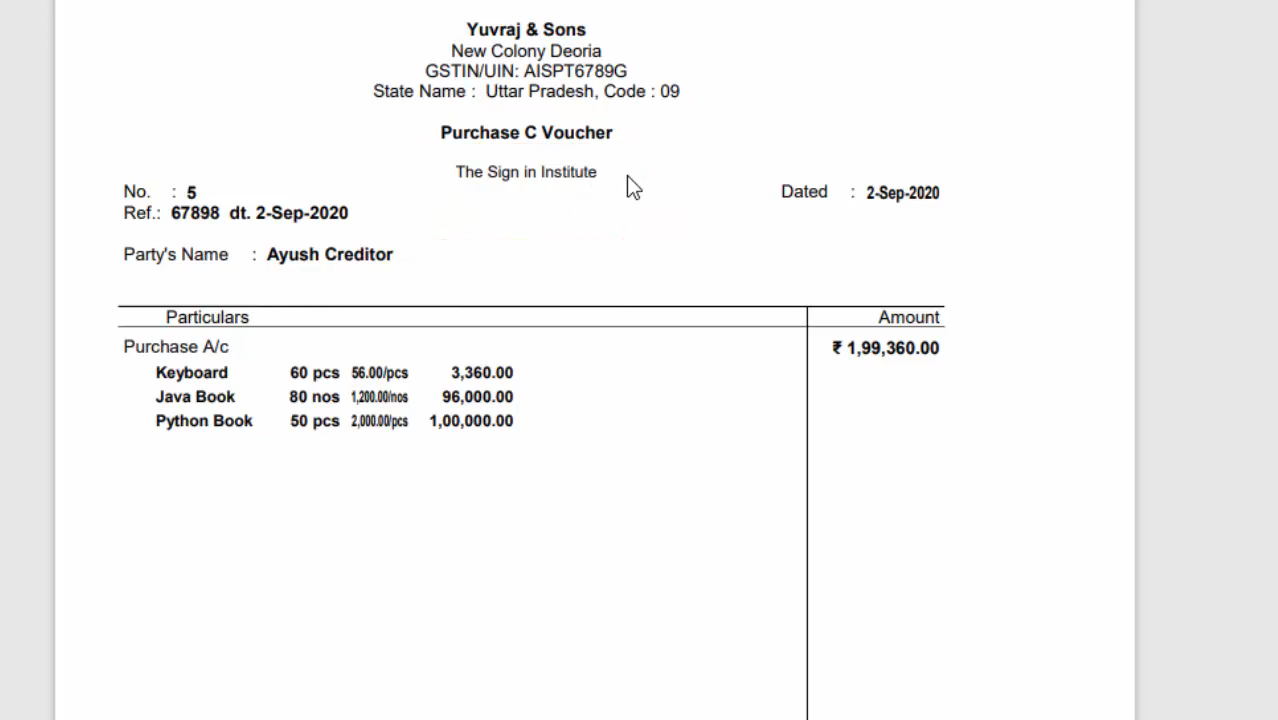 Yuvraj & Sons
New Colony Deoria
GSTIN/UIN: AISPT6789G
State Name : Uttar Pradesh, Code : 09
Purchase C Voucher
The Sign in Institute
No. : 5 Dated : 2-Sep-2020
Ref.: 67898 dt. 2-Sep-2020
Party's Name : Ayush Creditor
Particulars Amount
Purchase A/c ₹ 1,99,360.00
Keyboard 60 pcs 56.00/pcs 3,360.00
Java Book 80 nos 1,200.00/nos 96,000.00
Python Book 50 pcs 2,000.00/pcs 1,00,000.00